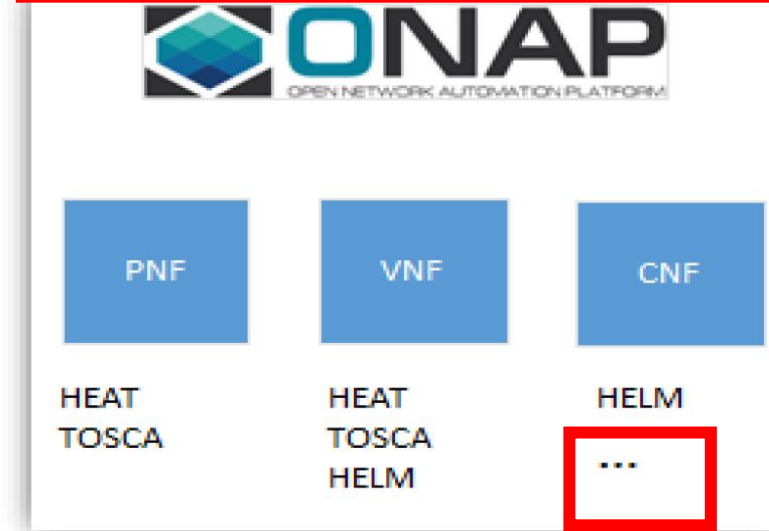 ONAP
OPEN NETWORK AUTOMATION PLATFORM
PNF VNF CNF
HEAT HEAT HELM
TOSCA TOSCA ...
HELM